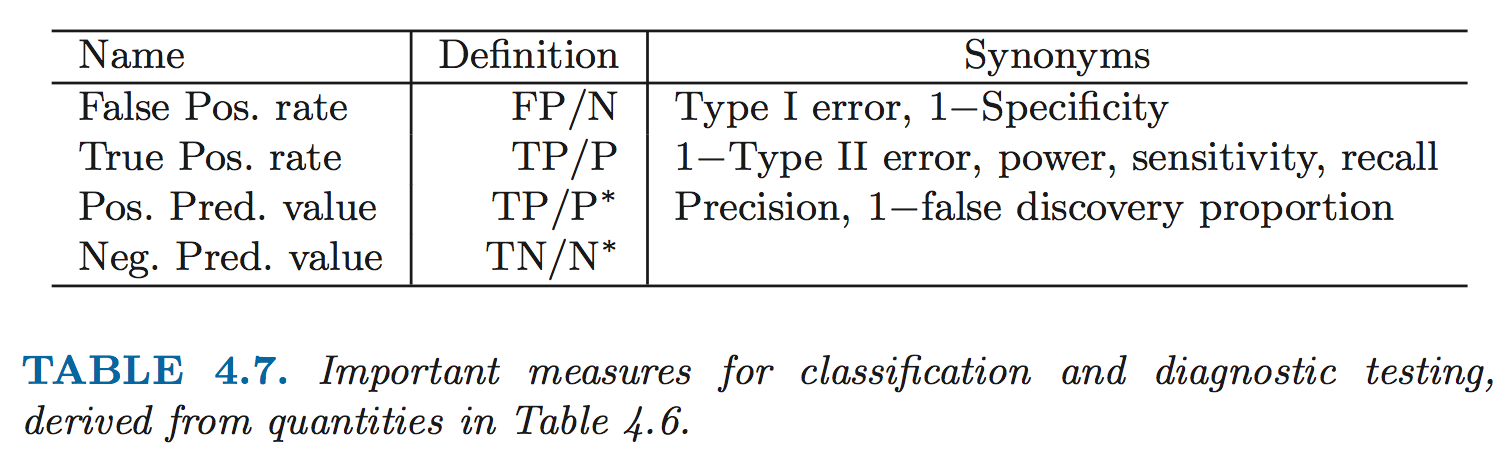 Name Definition Synonyms
False Pos. rate FP/N Type I error, 1−Specificity
True Pos. rate TP/P 1−Type II error, power, sensitivity, recall
Pos. Pred. value TP/P* Precision, 1−false discovery proportion
Neg. Pred. value TN/N*
TABLE 4.7. Important measures for classification and diagnostic testing,
derived from quantities in Table 4.6.